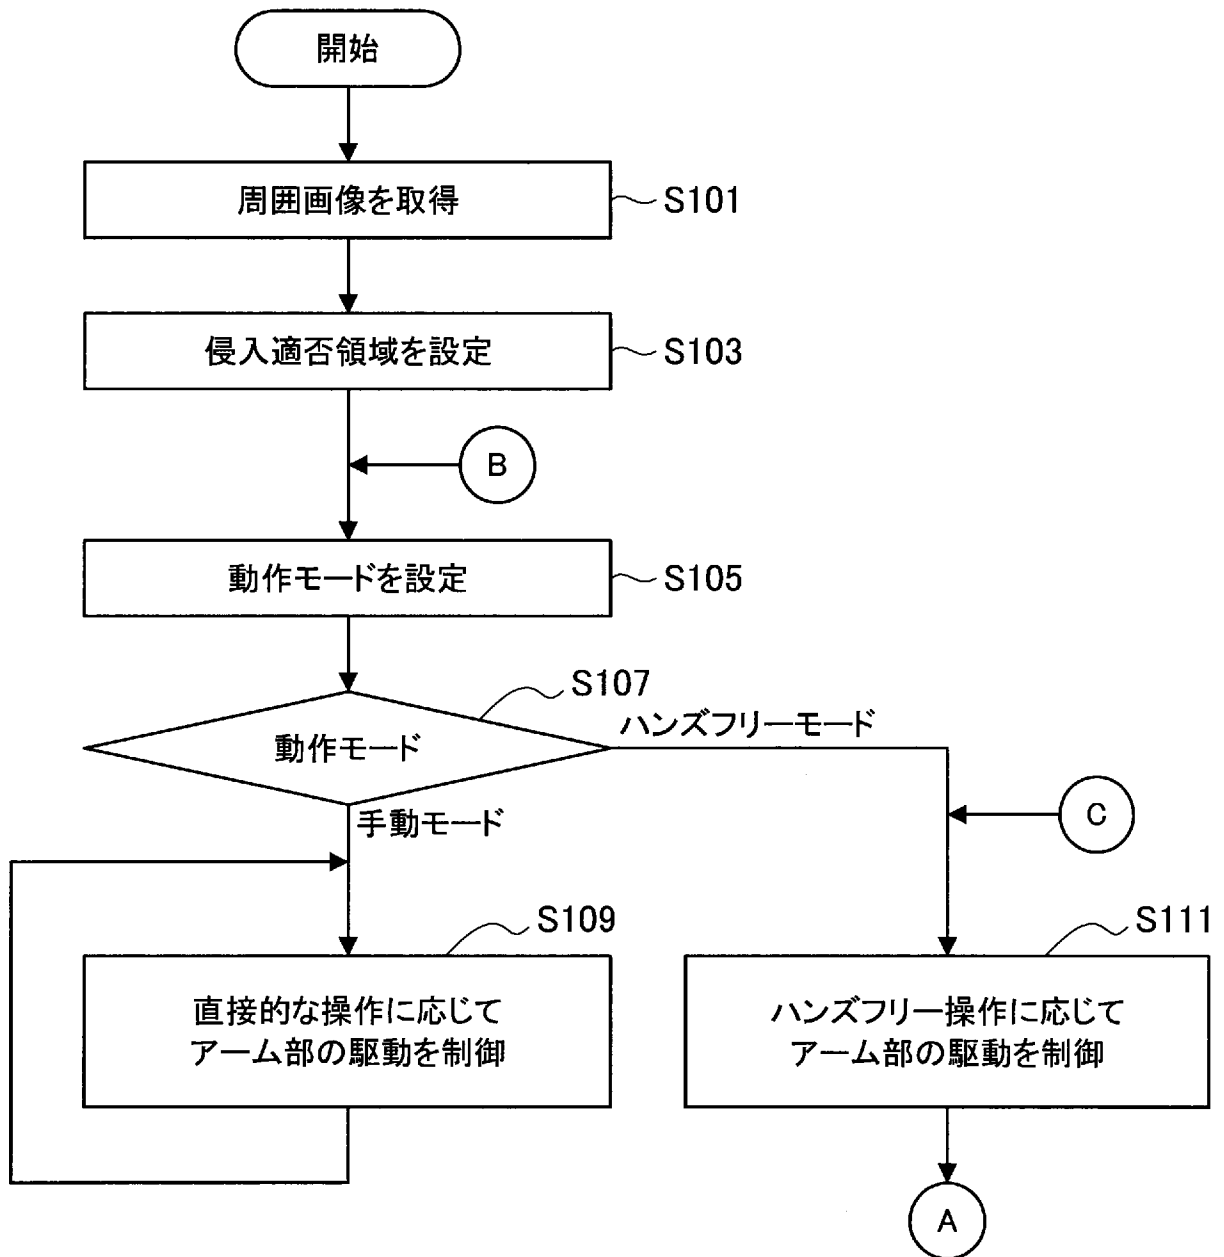 開始
周囲画像を取得
S101
侵入適否領域を設定
S103
B
動作モードを設定
S105
S107
動作モード
ハンズフリーモード
手動モード
C
S109
直接的な操作に応じて
アーム部の駆動を制御
S111
ハンズフリー操作に応じて
アーム部の駆動を制御
A